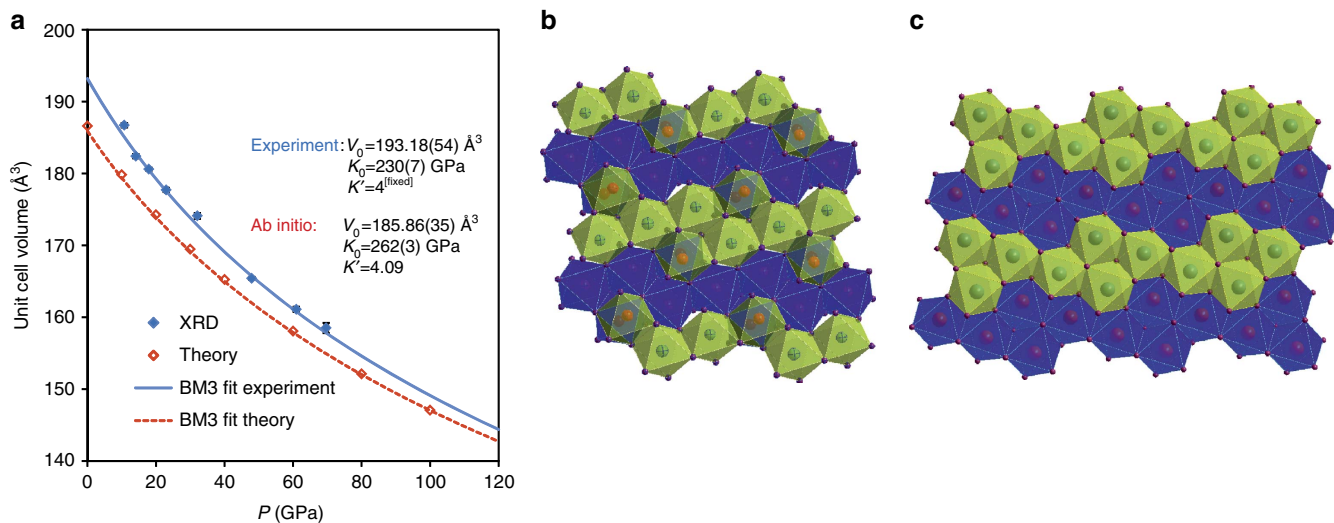 a
b
c
Unit cell volume (Å³)
200
190
180
170
160
150
140
Experiment: V₀=193.18(54) Å³
K₀=230(7) GPa
K′=4[fixed]
Ab initio: V₀=185.86(35) Å³
K₀=262(3) GPa
K′=4.09
XRD
Theory
BM3 fit experiment
BM3 fit theory
0 20 40 60 80 100 120
P (GPa)